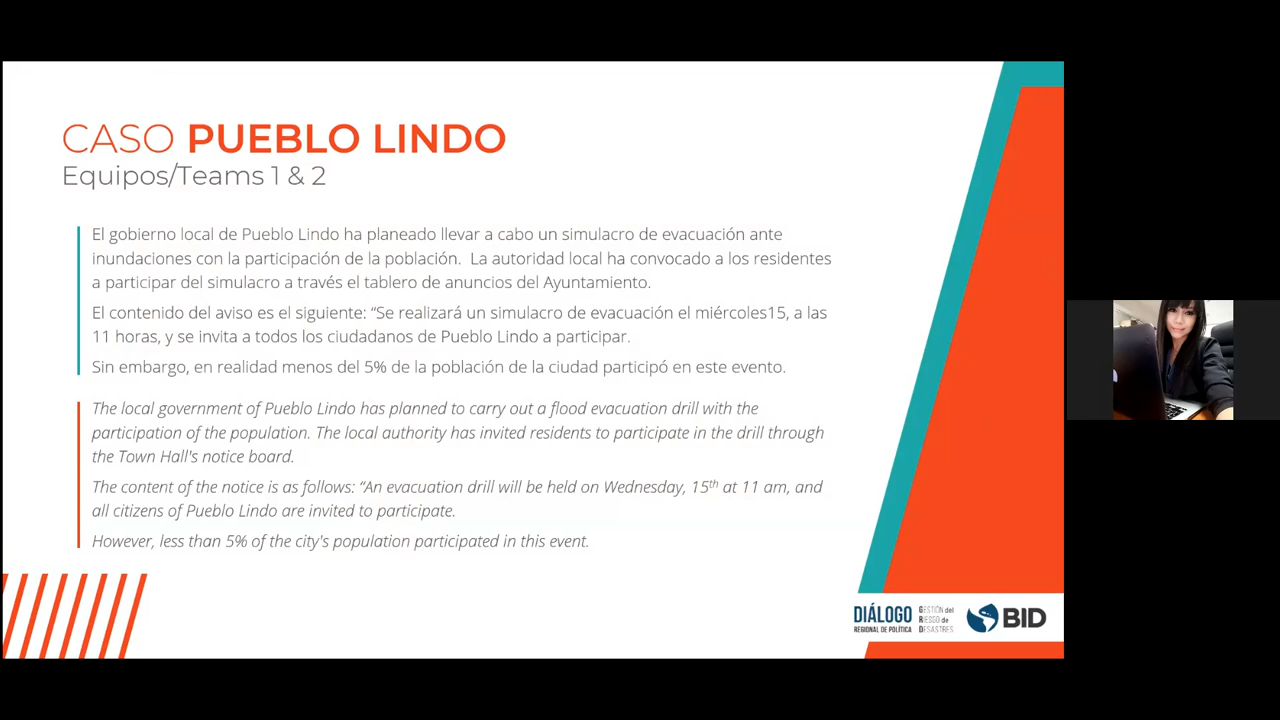 CASO PUEBLO LINDO
Equipos/Teams 1 & 2
El gobierno local de Pueblo Lindo ha planeado llevar a cabo un simulacro de evacuación ante
inundaciones con la participación de la población.  La autoridad local ha convocado a los residentes
a participar del simulacro a través el tablero de anuncios del Ayuntamiento.
El contenido del aviso es el siguiente: “Se realizará un simulacro de evacuación el miércoles15, a las
11 horas, y se invita a todos los ciudadanos de Pueblo Lindo a participar.
Sin embargo, en realidad menos del 5% de la población de la ciudad participó en este evento.
The local government of Pueblo Lindo has planned to carry out a flood evacuation drill with the
participation of the population. The local authority has invited residents to participate in the drill through
the Town Hall's notice board.
The content of the notice is as follows: “An evacuation drill will be held on Wednesday, 15th at 11 am, and
all citizens of Pueblo Lindo are invited to participate.
However, less than 5% of the city's population participated in this event.
DIÁLOGO
REGIONAL DE POLÍTICA
GESTIÓN del
RIESGO de
DESASTRES
BID